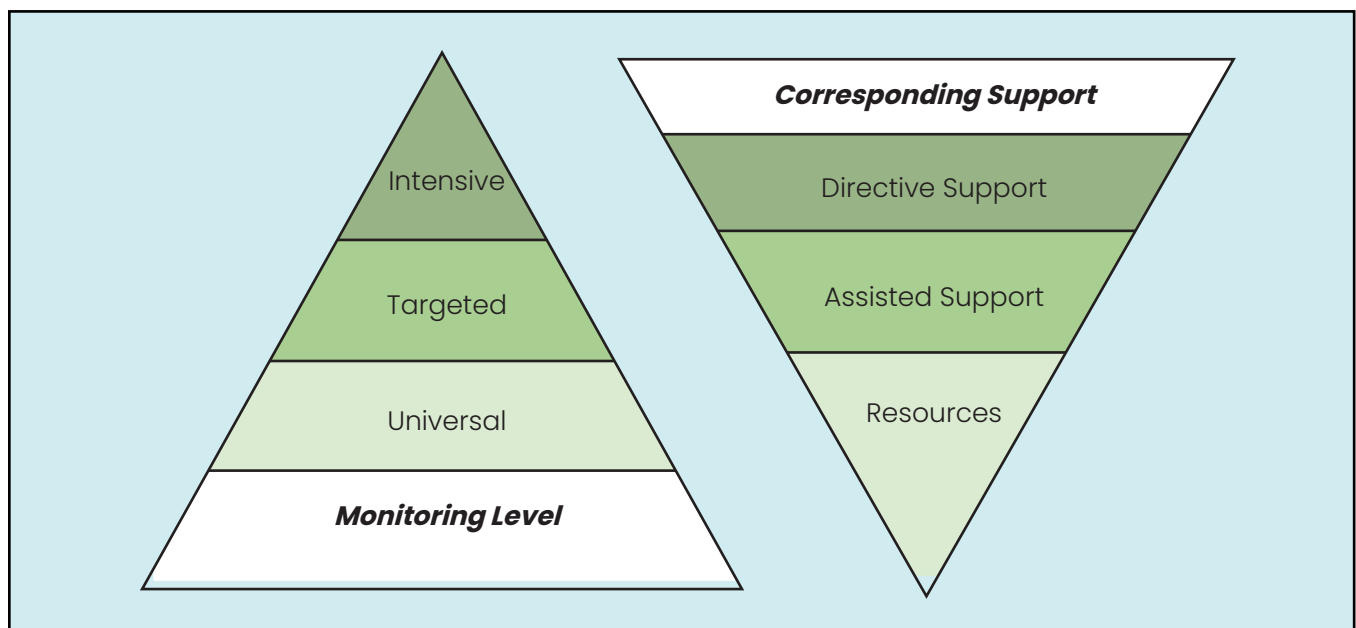 Intensive
Targeted
Universal
Monitoring Level
Corresponding Support
Directive Support
Assisted Support
Resources